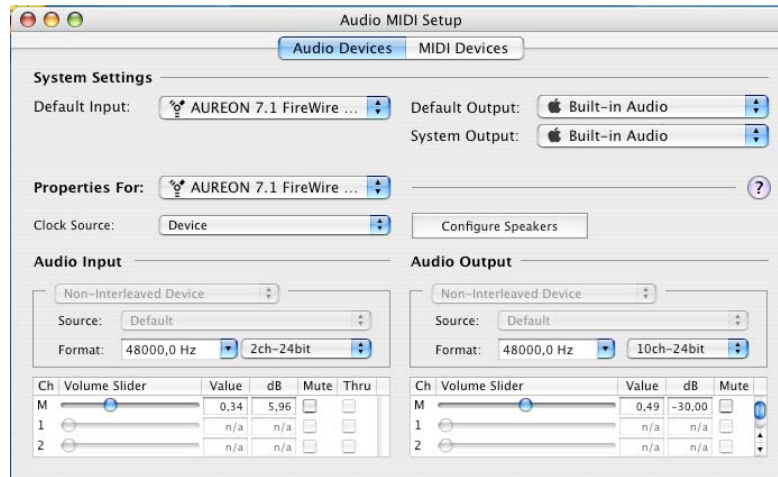 Audio MIDI Setup
Audio Devices MIDI Devices
System Settings
Default Input: AUREON 7.1 FireWire ... Default Output: Built-in Audio
System Output: Built-in Audio
Properties For: AUREON 7.1 FireWire ... ?
Clock Source: Device Configure Speakers
Audio Input Audio Output
Non-Interleaved Device Non-Interleaved Device
Source: Default Source: Default
Format: 48000,0 Hz 2ch-24bit Format: 48000,0 Hz 10ch-24bit
Ch Volume Slider Value dB Mute Thru Ch Volume Slider Value dB Mute
M 0,34 5,96 M 0,49 -30,00
1 n/a n/a 1 n/a n/a
2 n/a n/a 2 n/a n/a